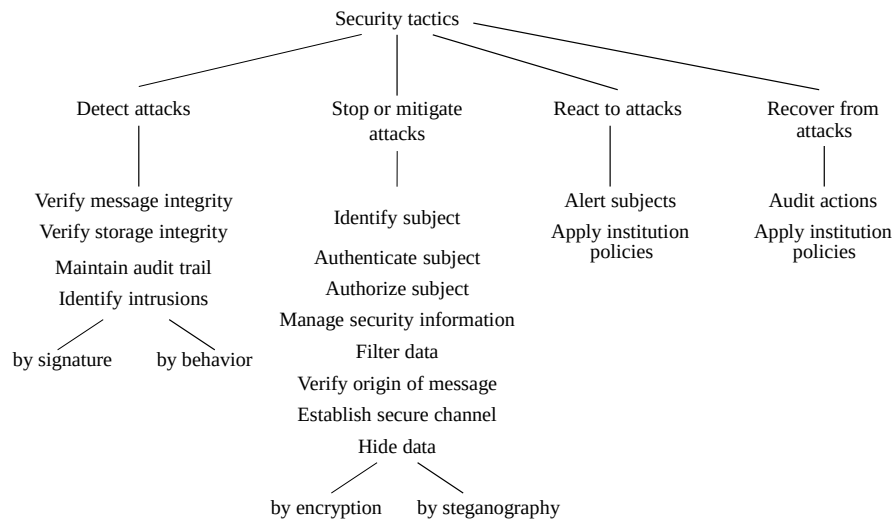 Security tactics
Detect attacks
Stop or mitigate
attacks
React to attacks
Recover from
attacks
Verify message integrity
Verify storage integrity
Maintain audit trail
Identify intrusions
by signature
by behavior
Identify subject
Authenticate subject
Authorize subject
Manage security information
Filter data
Verify origin of message
Establish secure channel
Hide data
by encryption
by steganography
Alert subjects
Apply institution
policies
Audit actions
Apply institution
policies